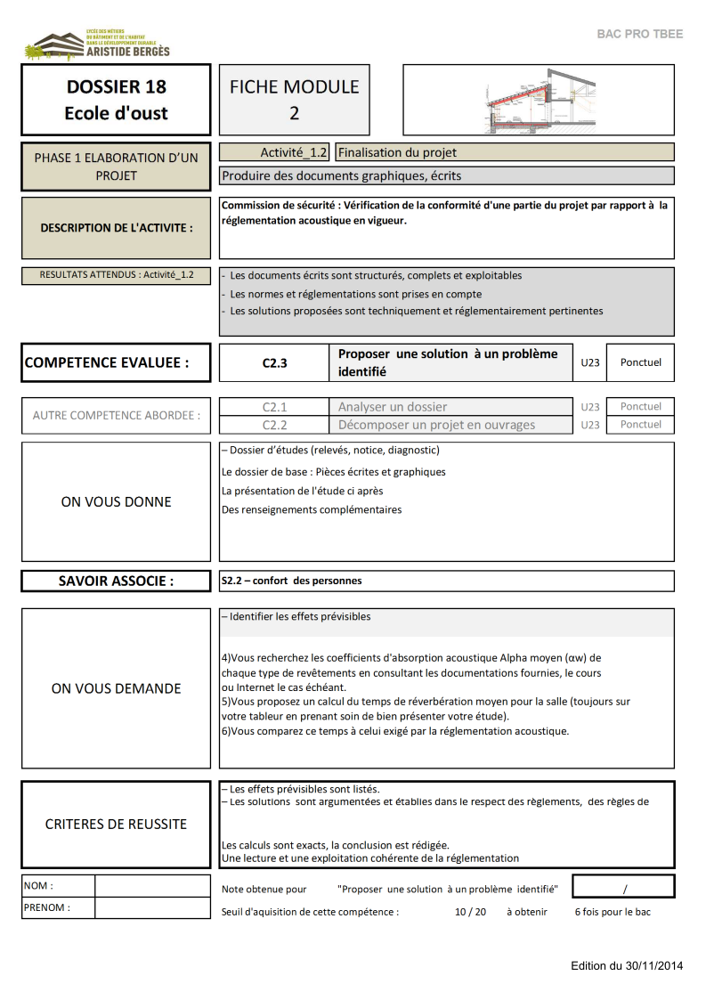 LYCÉE DES MÉTIERS
DU BÂTIMENT ET DE L'HABITAT
DANS LE DÉVELOPPEMENT DURABLE
ARISTIDE BERGÈS
BAC PRO TBEE
DOSSIER 18
Ecole d'oust
FICHE MODULE
2
PHASE 1 ELABORATION D'UN
PROJET
Activité_1.2
Finalisation du projet
Produire des documents graphiques, écrits
DESCRIPTION DE L'ACTIVITE :
Commission de sécurité : Vérification de la conformité d'une partie du projet par rapport à la
réglementation acoustique en vigueur.
RESULTATS ATTENDUS : Activité_1.2
- Les documents écrits sont structurés, complets et exploitables
- Les normes et réglementations sont prises en compte
- Les solutions proposées sont techniquement et réglementairement pertinentes
COMPETENCE EVALUEE :
C2.3
Proposer une solution à un problème
identifié
U23
Ponctuel
AUTRE COMPETENCE ABORDEE :
C2.1
Analyser un dossier
U23
Ponctuel
C2.2
Décomposer un projet en ouvrages
U23
Ponctuel
ON VOUS DONNE
– Dossier d'études (relevés, notice, diagnostic)
Le dossier de base : Pièces écrites et graphiques
La présentation de l'étude ci après
Des renseignements complémentaires
SAVOIR ASSOCIE :
S2.2 – confort des personnes
ON VOUS DEMANDE
– Identifier les effets prévisibles
4)Vous recherchez les coefficients d'absorption acoustique Alpha moyen (αw) de
chaque type de revêtements en consultant les documentations fournies, le cours
ou Internet le cas échéant.
5)Vous proposez un calcul du temps de réverbération moyen pour la salle (toujours sur
votre tableur en prenant soin de bien présenter votre étude).
6)Vous comparez ce temps à celui exigé par la réglementation acoustique.
CRITERES DE REUSSITE
– Les effets prévisibles sont listés.
– Les solutions sont argumentées et établies dans le respect des règlements, des règles de
Les calculs sont exacts, la conclusion est rédigée.
Une lecture et une exploitation cohérente de la réglementation
NOM :
PRENOM :
Note obtenue pour "Proposer une solution à un problème identifié" /
Seuil d'aquisition de cette compétence : 10 / 20 à obtenir 6 fois pour le bac
Edition du 30/11/2014